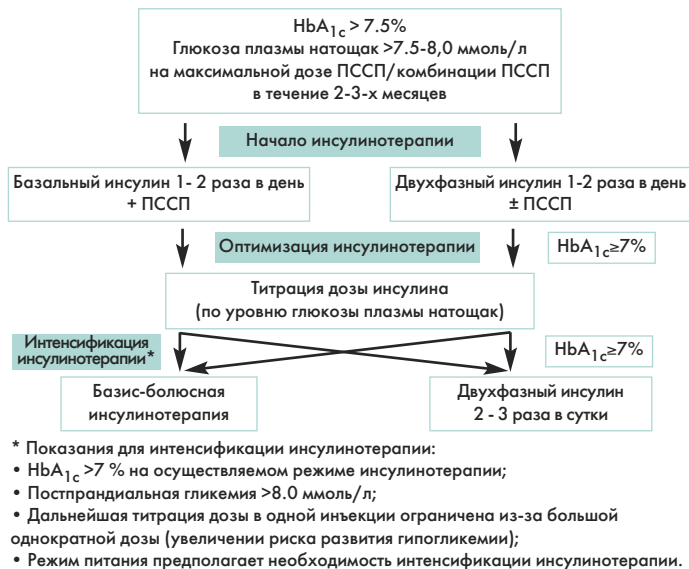 HbA1c > 7.5%
Глюкоза плазмы натощак >7.5-8,0 ммоль/л
на максимальной дозе ПССП/комбинации ПССП
в течение 2-3-х месяцев
Начало инсулинотерапии
Базальный инсулин 1- 2 раза в день
+ ПССП
Двухфазный инсулин 1-2 раза в день
± ПССП
Оптимизация инсулинотерапии
HbA1c≥7%
Титрация дозы инсулина
(по уровню глюкозы плазмы натощак)
Интенсификация
инсулинотерапии*
HbA1c≥7%
Базис-болюсная
инсулинотерапия
Двухфазный инсулин
2 - 3 раза в сутки
* Показания для интенсификации инсулинотерапии:
• HbA1c >7 % на осуществляемом режиме инсулинотерапии;
• Постпрандиальная гликемия >8.0 ммоль/л;
• Дальнейшая титрация дозы в одной инъекции ограничена из-за большой
однократной дозы (увеличении риска развития гипогликемии);
• Режим питания предполагает необходимость интенсификации инсулинотерапии.